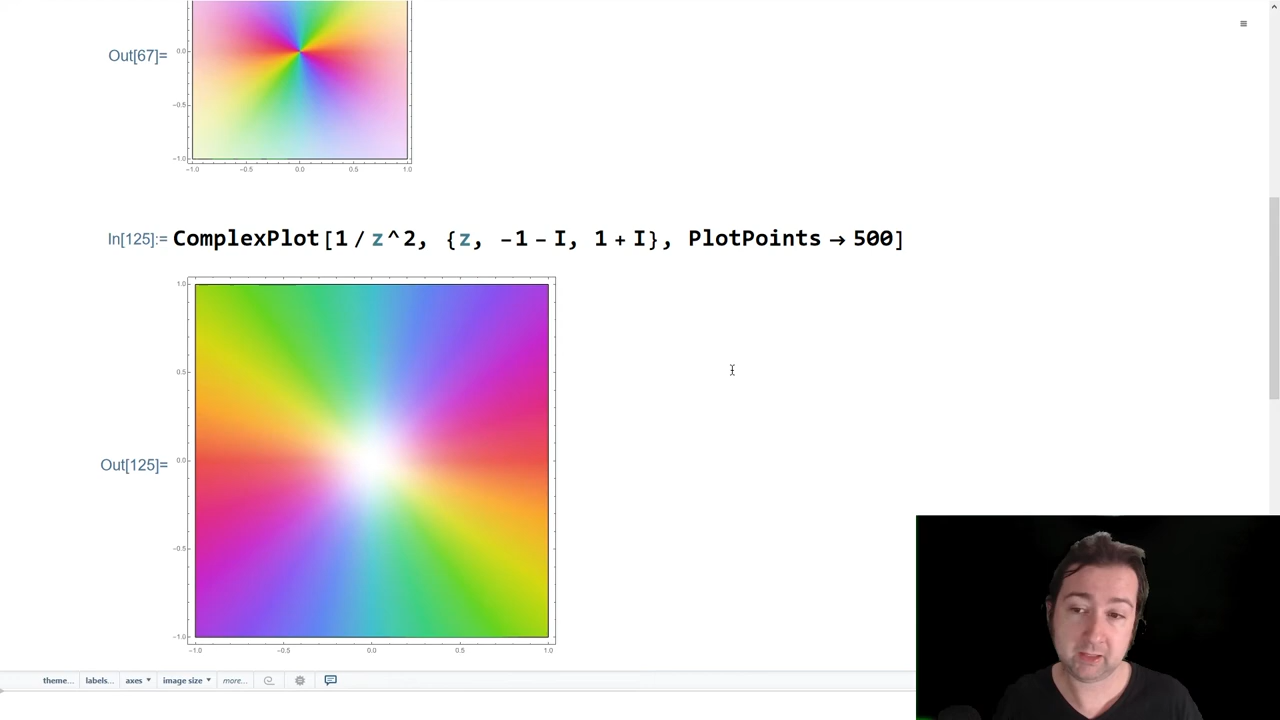 Out[67]=
0.0
-0.5
-1.0
-1.0 -0.5 0.0 0.5 1.0
In[125]:= ComplexPlot[1 / z^2, {z, -1 - I, 1 + I}, PlotPoints → 500]
1.0
0.5
Out[125]= 0.0
-0.5
-1.0
-1.0 -0.5 0.0 0.5 1.0
theme... labels... axes image size more...